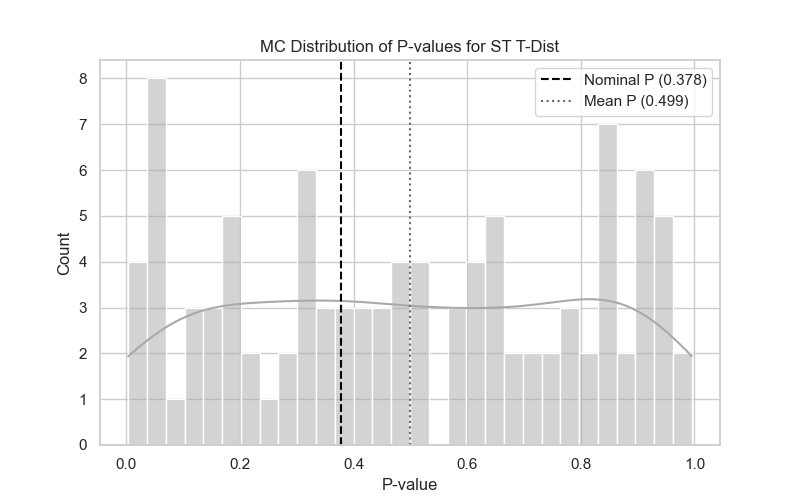 MC Distribution of P-values for ST T-Dist
Nominal P (0.378)
Mean P (0.499)
Count
8
7
6
5
4
3
2
1
0
0.0 0.2 0.4 0.6 0.8 1.0
P-value